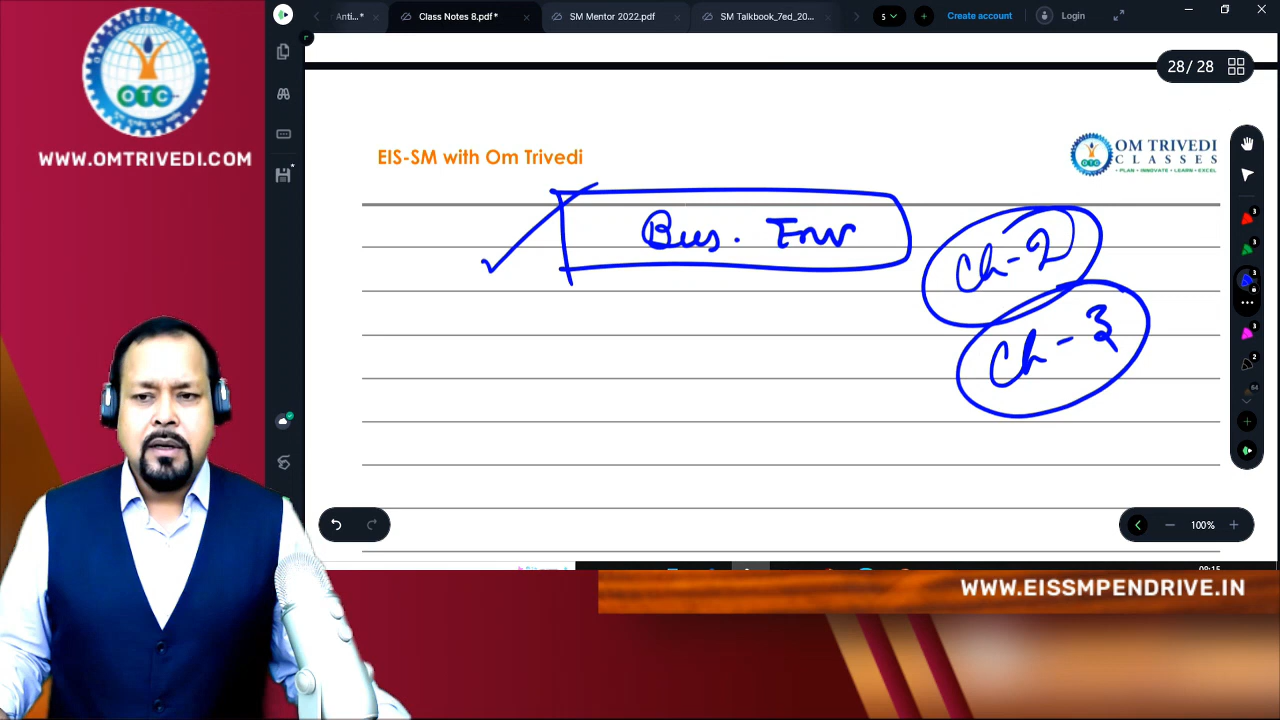 Anti...* × Class Notes 8.pdf* × SM Mentor 2022.pdf × SM Talkbook_7ed_20... 5 + Create account Login
28 / 28
OTC
WWW.OMTRIVEDI.COM
EIS-SM with Om Trivedi
OM TRIVEDI
CLASSES
• PLAN • INNOVATE • LEARN • EXCEL
Bus. Env
Ch-2
Ch-3
100%
WWW.EISSMPENDRIVE.IN